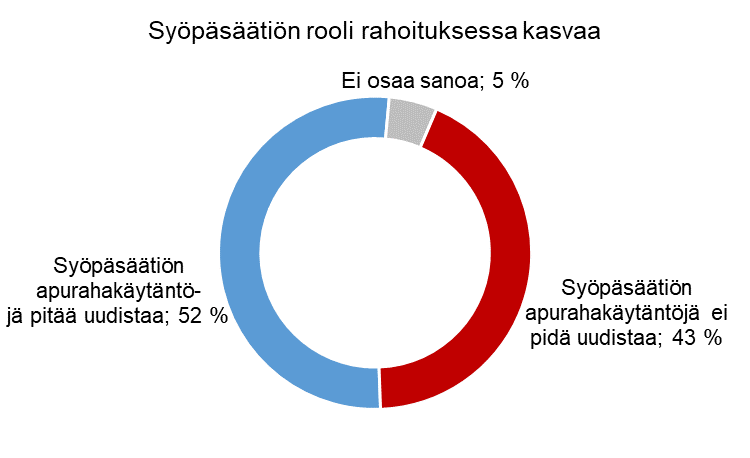 Syöpäsäätiön rooli rahoituksessa kasvaa
Ei osaa sanoa; 5 %
Syöpäsäätiön
apurahakäytäntö-
jä pitää uudistaa; 52 %
Syöpäsäätiön
apurahakäytäntöjä ei
pidä uudistaa; 43 %